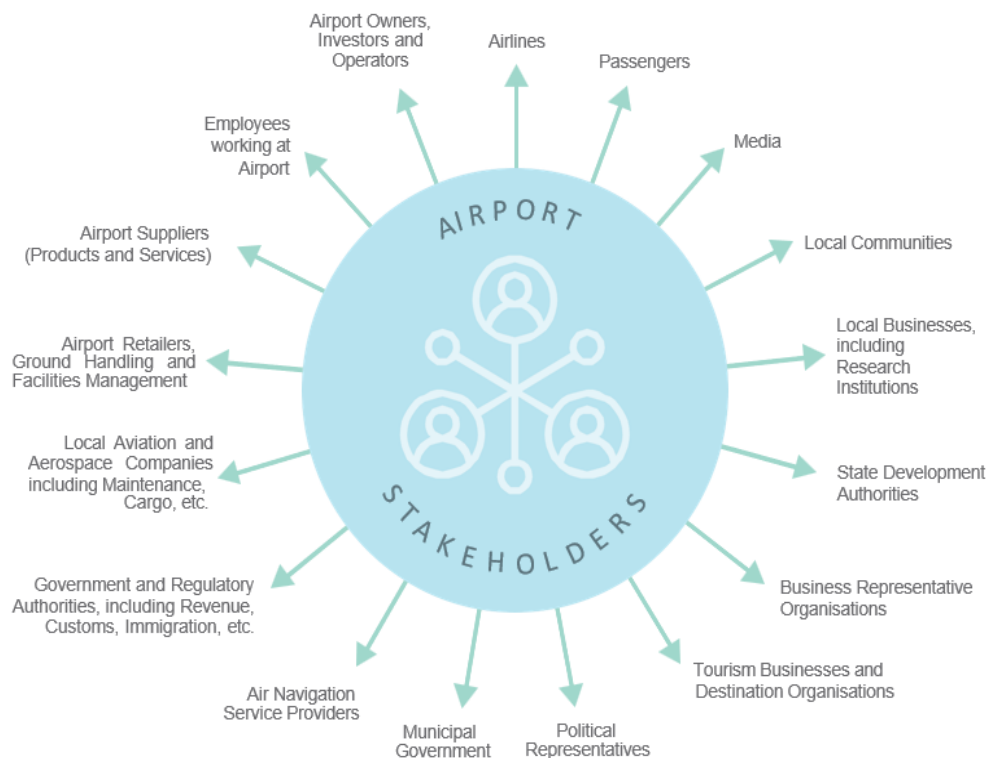 Airport Owners,
Investors and
Operators
Airlines
Passengers
Media
Local Communities
Local Businesses,
including
Research
Institutions
State Development
Authorities
Business Representative
Organisations
Tourism Businesses and
Destination Organisations
Political
Representatives
Municipal
Government
Air Navigation
Service Providers
Government and Regulatory
Authorities, including Revenue,
Customs, Immigration, etc.
Local Aviation and
Aerospace Companies
including Maintenance,
Cargo, etc.
Airport Retailers,
Ground Handling and
Facilities Management
Airport Suppliers
(Products and Services)
Employees
working at
Airport
AIRPORT
STAKEHOLDERS